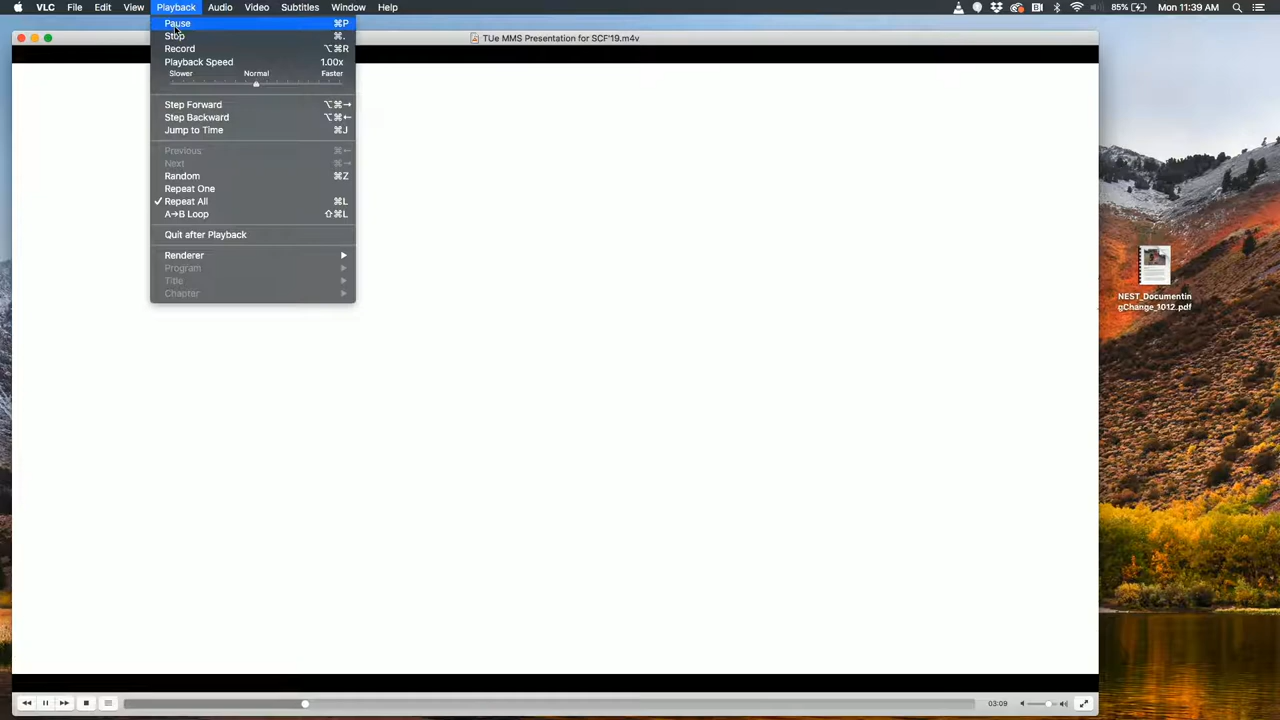 VLC File Edit View Playback Audio Video Subtitles Window Help 85% Mon 11:39 AM
TUe MMS Presentation for SCF'19.m4v
Pause ⌘P
Stop ⌘.
Record ⌥⌘R
Playback Speed 1.00x
Slower Normal Faster
Step Forward ⌥⌘→
Step Backward ⌥⌘←
Jump to Time ⌘J
Previous ⌘←
Next ⌘→
Random ⌘Z
Repeat One
✓ Repeat All ⌘L
A→B Loop ⇧⌘L
Quit after Playback
Renderer
Program
Title
Chapter
NEST_Documentin
gChange_1012.pdf
03:09